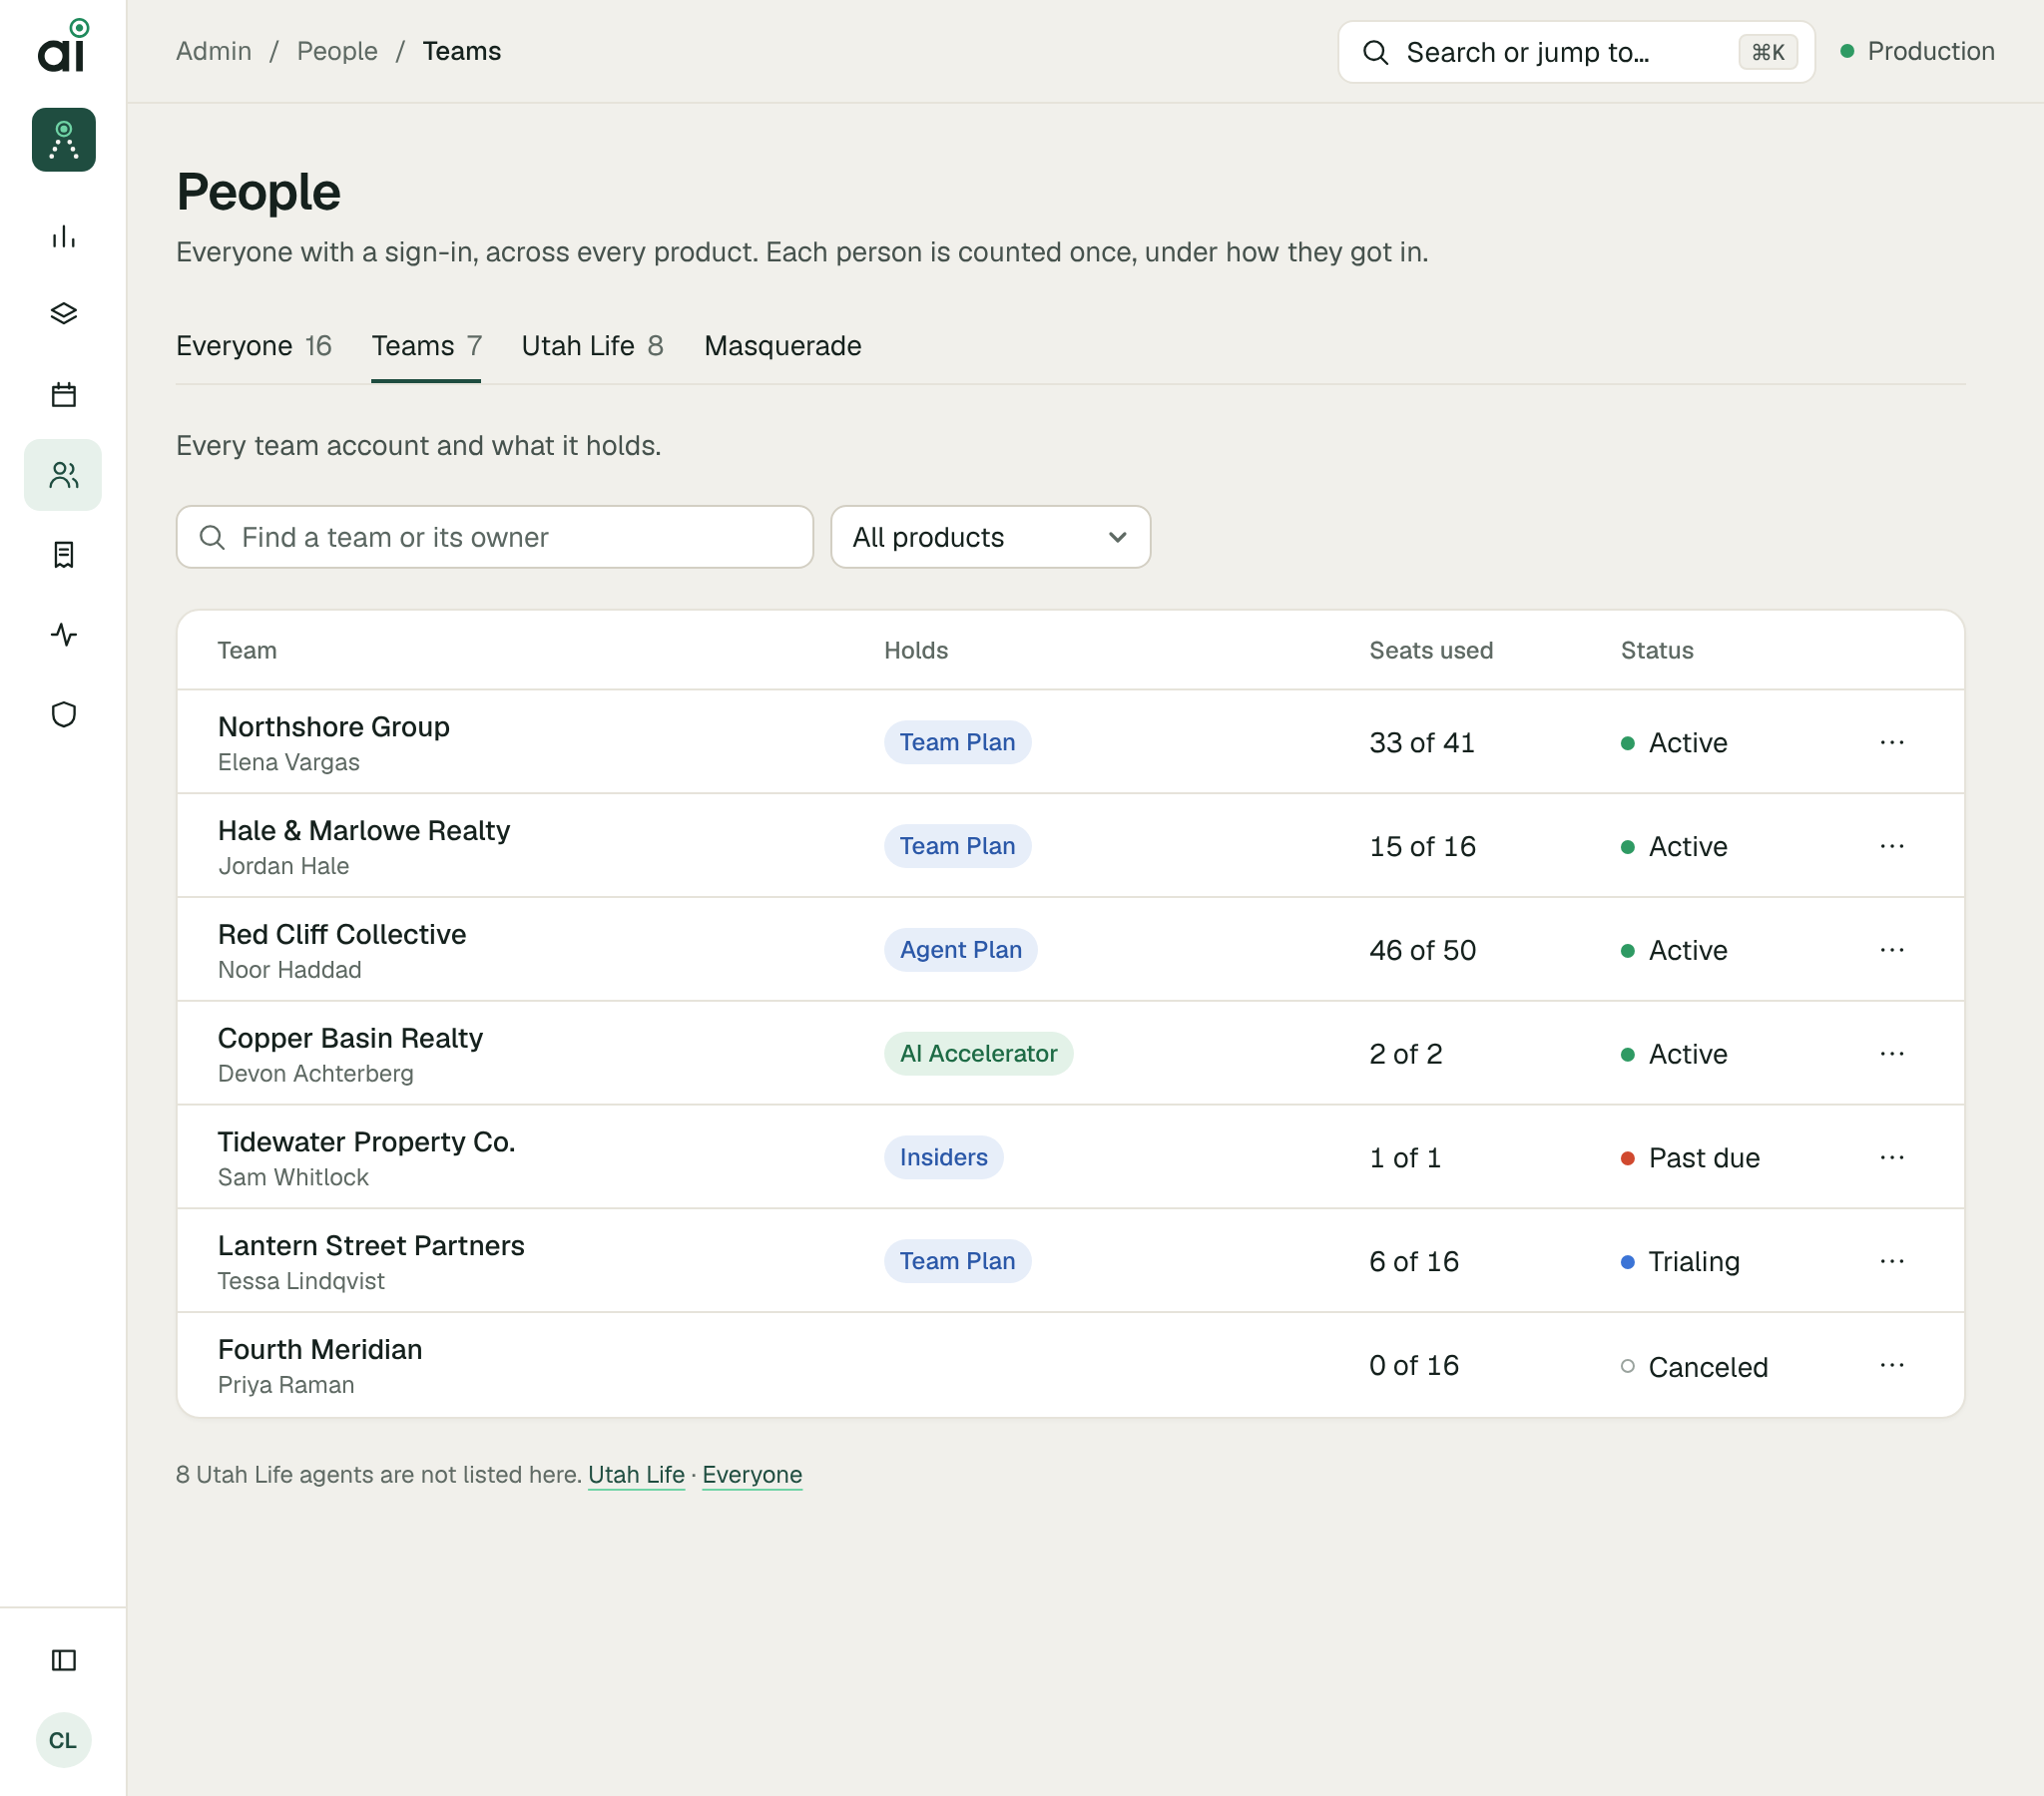 ai
Admin / People / Teams
Search or jump to... ⌘K
Production
People
Everyone with a sign-in, across every product. Each person is counted once, under how they got in.
Everyone 16 Teams 7 Utah Life 8 Masquerade
Every team account and what it holds.
Find a team or its owner
All products
Team Holds Seats used Status
Northshore Group
Elena Vargas
Team Plan 33 of 41 Active
Hale & Marlowe Realty
Jordan Hale
Team Plan 15 of 16 Active
Red Cliff Collective
Noor Haddad
Agent Plan 46 of 50 Active
Copper Basin Realty
Devon Achterberg
AI Accelerator 2 of 2 Active
Tidewater Property Co.
Sam Whitlock
Insiders 1 of 1 Past due
Lantern Street Partners
Tessa Lindqvist
Team Plan 6 of 16 Trialing
Fourth Meridian
Priya Raman
0 of 16 Canceled
8 Utah Life agents are not listed here. Utah Life · Everyone
CL